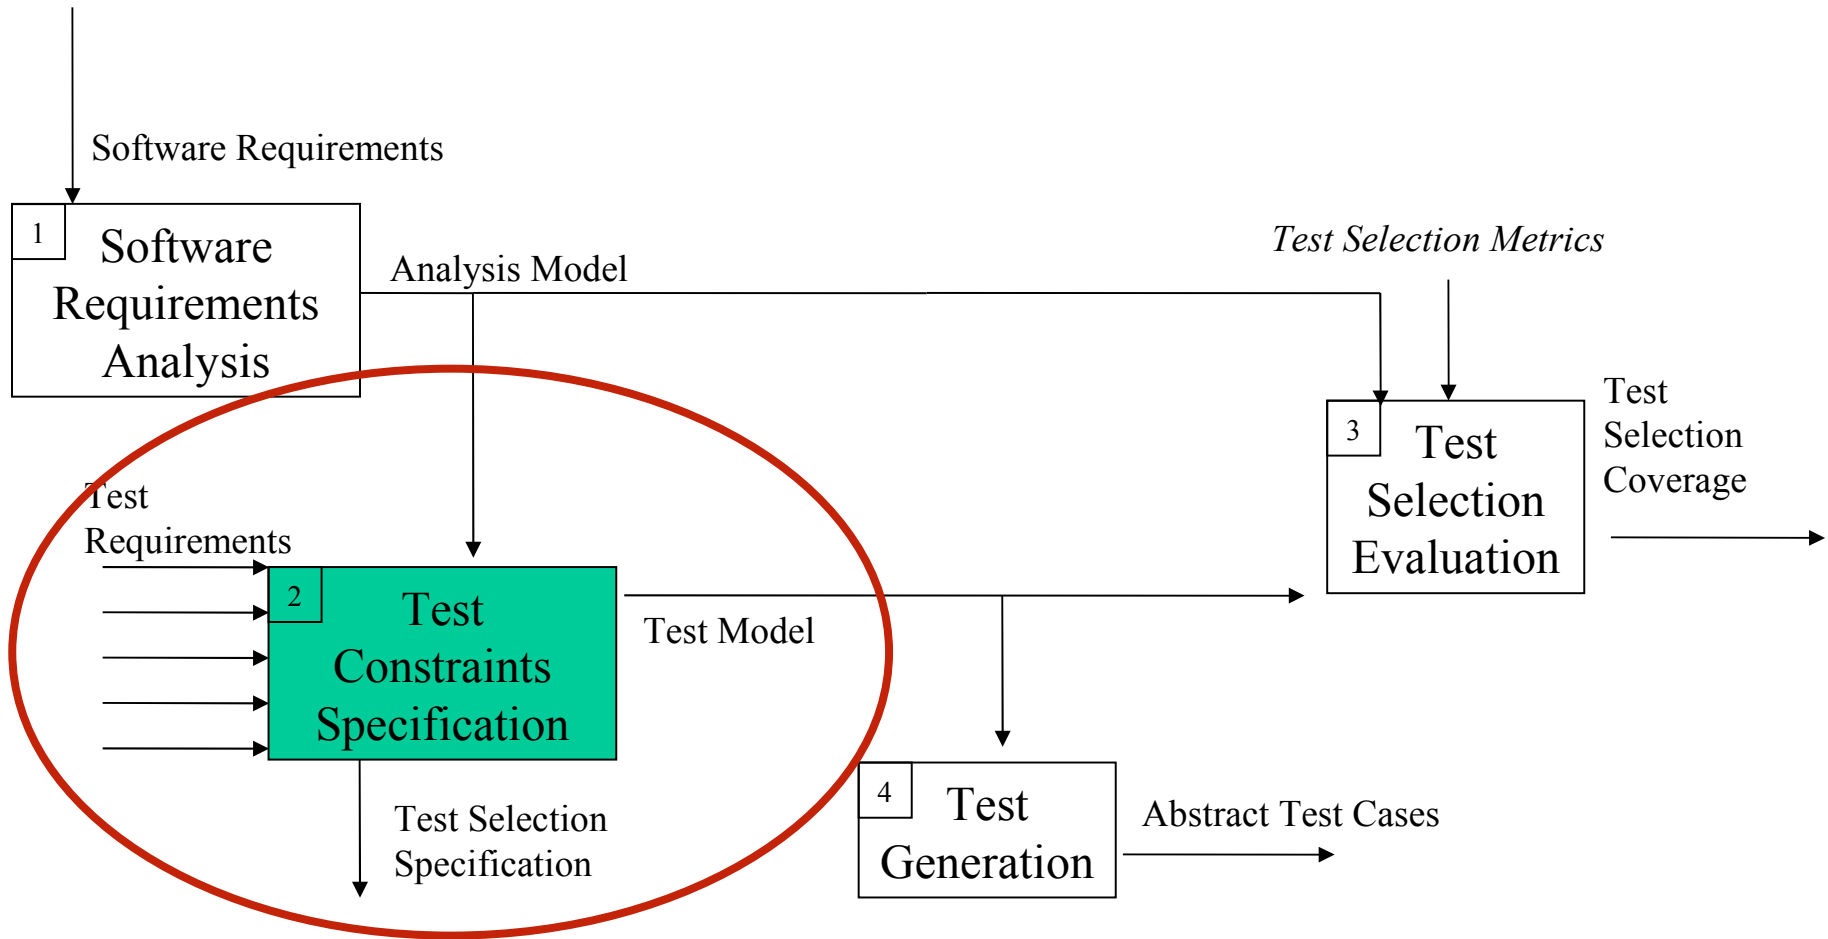 Software Requirements
1
Software
Requirements
Analysis
Analysis Model
Test Selection Metrics
3
Test
Selection
Evaluation
Test
Selection
Coverage
Test
Requirements
2
Test
Constraints
Specification
Test Model
Test Selection
Specification
4
Test
Generation
Abstract Test Cases